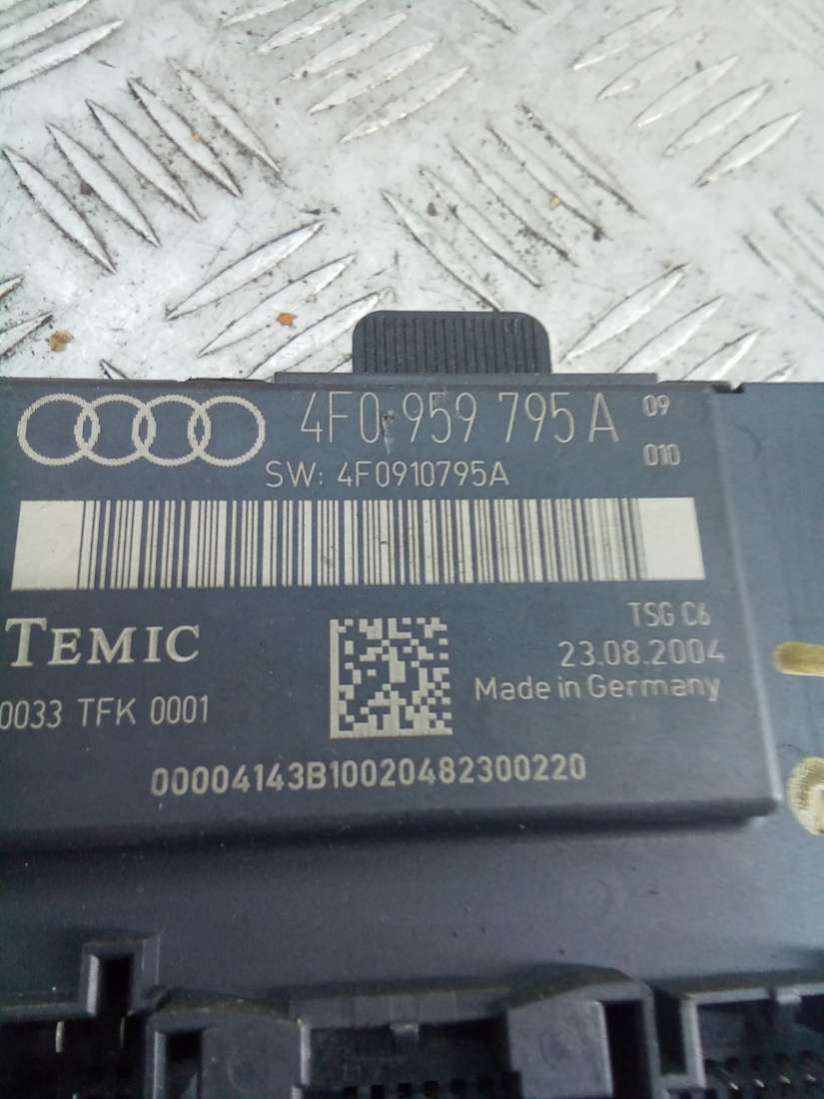 4F0 959 795 A 09
010
SW: 4F0910795A
TEMIC
TSG C6
23.08.2004
Made in Germany
0033 TFK 0001
00004143B10020482300220